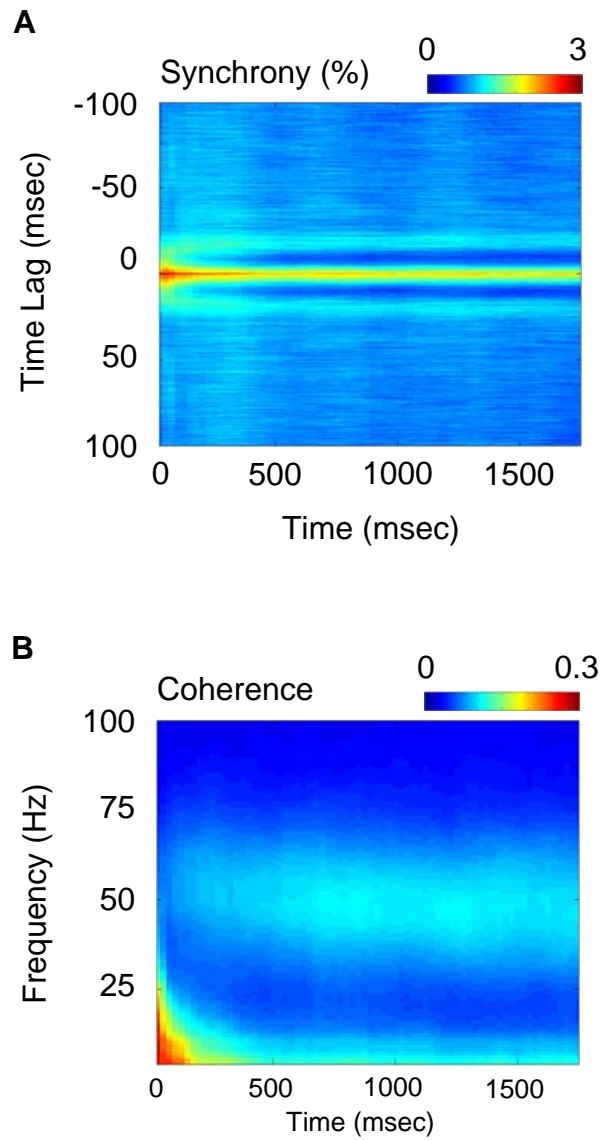 A
Synchrony (%)
0 3
Time Lag (msec)
-100
-50
0
50
100
0 500 1000 1500
Time (msec)
B
Coherence
0 0.3
Frequency (Hz)
100
75
50
25
0 500 1000 1500
Time (msec)